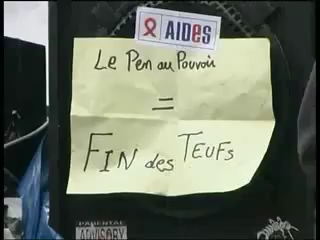 AIDES
Le Pen au Pouvoir
=
FIN des TEUFS
PARENTAL
ADVISORY